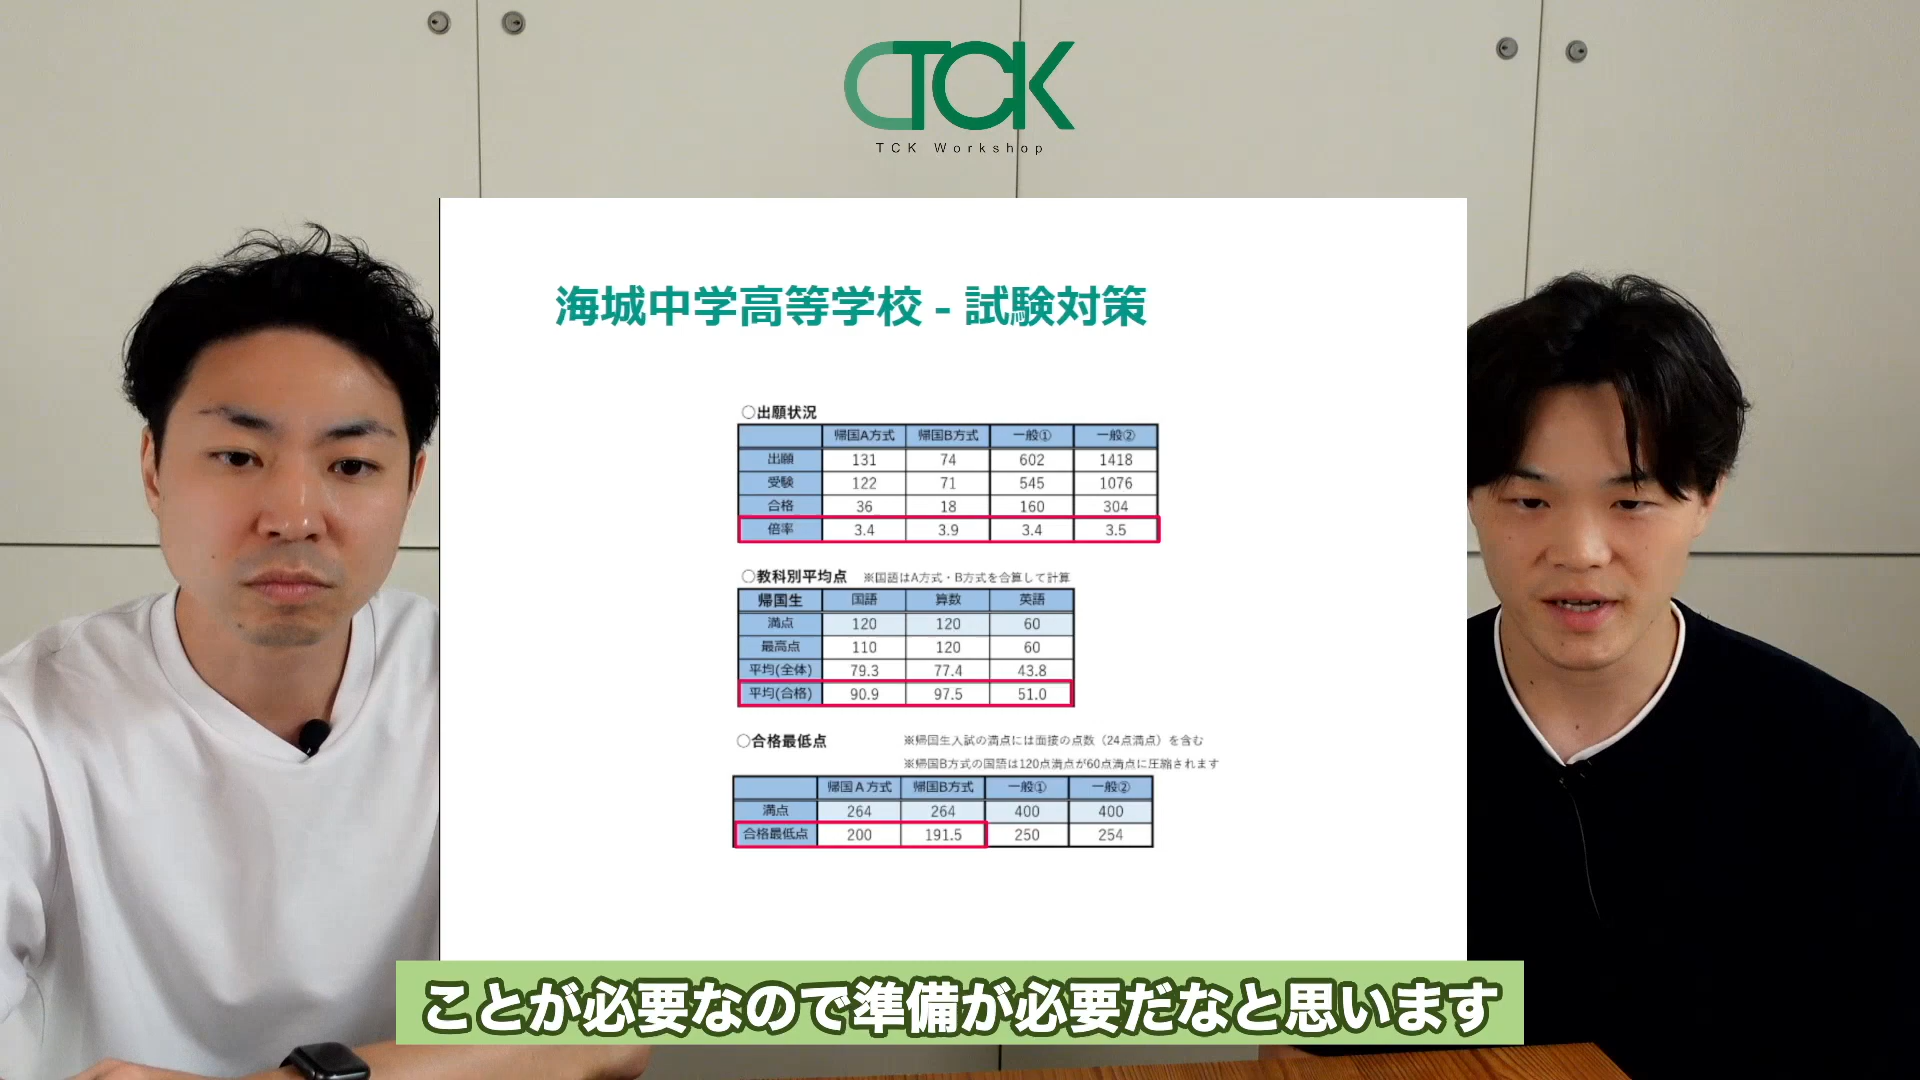 TCK
TCK Workshop
海城中学高等学校 - 試験対策
○出願状況
帰国A方式 帰国B方式 一般① 一般②
出願 131 74 602 1418
受験 122 71 545 1076
合格 36 18 160 304
倍率 3.4 3.9 3.4 3.5
○教科別平均点 ※国語はA方式・B方式を合算して計算
帰国生 国語 算数 英語
満点 120 120 60
最高点 110 120 60
平均(全体) 79.3 77.4 43.8
平均(合格) 90.9 97.5 51.0
○合格最低点 ※帰国生入試の満点には面接の点数（24点満点）を含む
※帰国B方式の国語は120点満点が60点満点に圧縮されます
帰国A方式 帰国B方式 一般① 一般②
満点 264 264 400 400
合格最低点 200 191.5 250 254
ことが必要なので準備が必要だなと思います